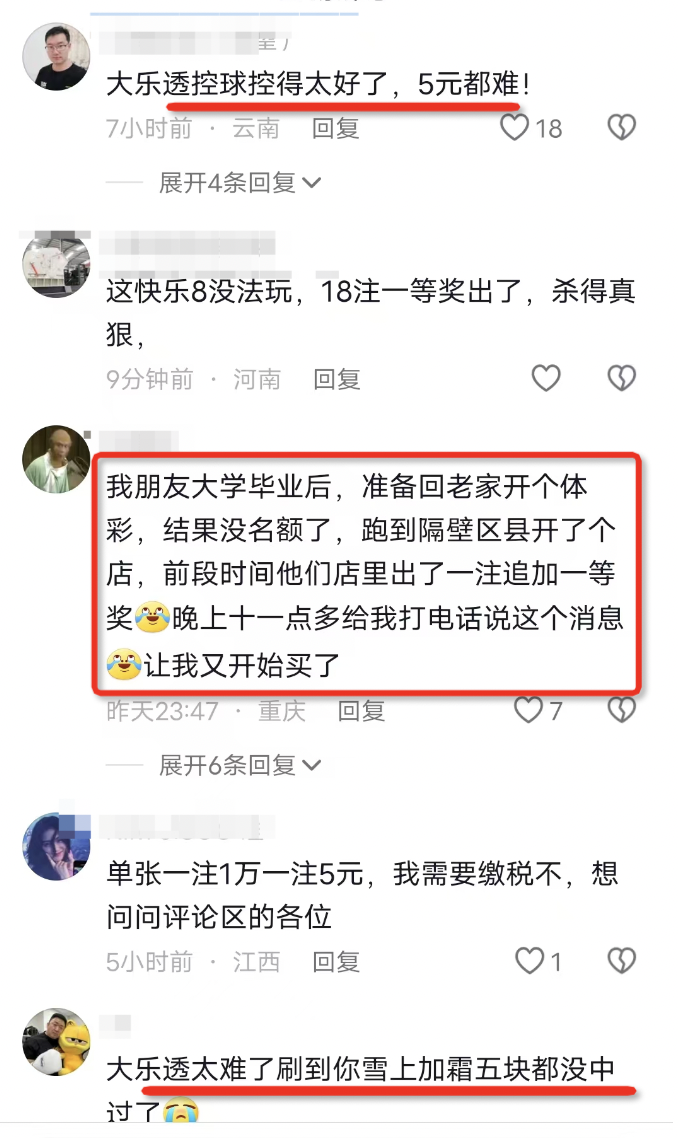 大乐透控球控得太好了，5元都难！
7小时前 · 云南 回复 18
展开4条回复
这快乐8没法玩，18注一等奖出了，杀得真
狠，
9分钟前 · 河南 回复
我朋友大学毕业后，准备回老家开个体
彩，结果没名额了，跑到隔壁区县开了个
店，前段时间他们店里出了一注追加一等
奖😂晚上十一点多给我打电话说这个消息
😂让我又开始买了
昨天23:47 · 重庆 回复 7
展开6条回复
单张一注1万一注5元，我需要缴税不，想
问问评论区的各位
5小时前 · 江西 回复 1
大乐透太难了刷到你雪上加霜五块都没中
过了😭